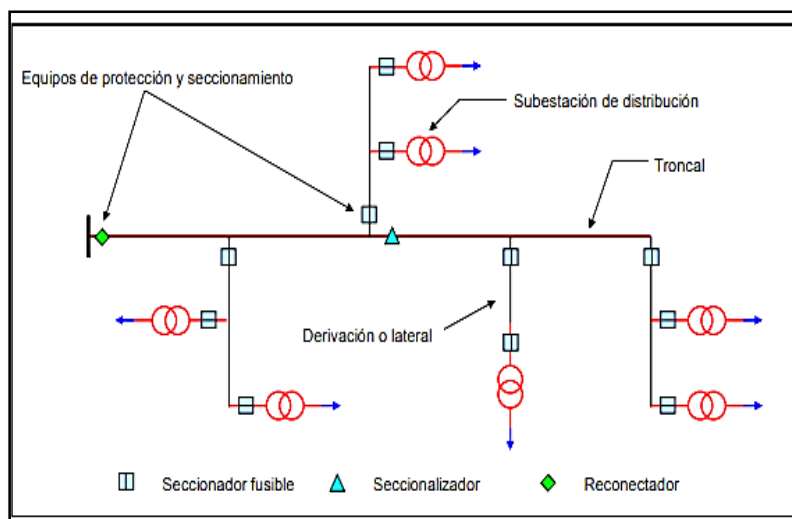 Equipos de protección y seccionamiento
Subestación de distribución
Troncal
Derivación o lateral
Seccionador fusible
Seccionalizador
Reconectador